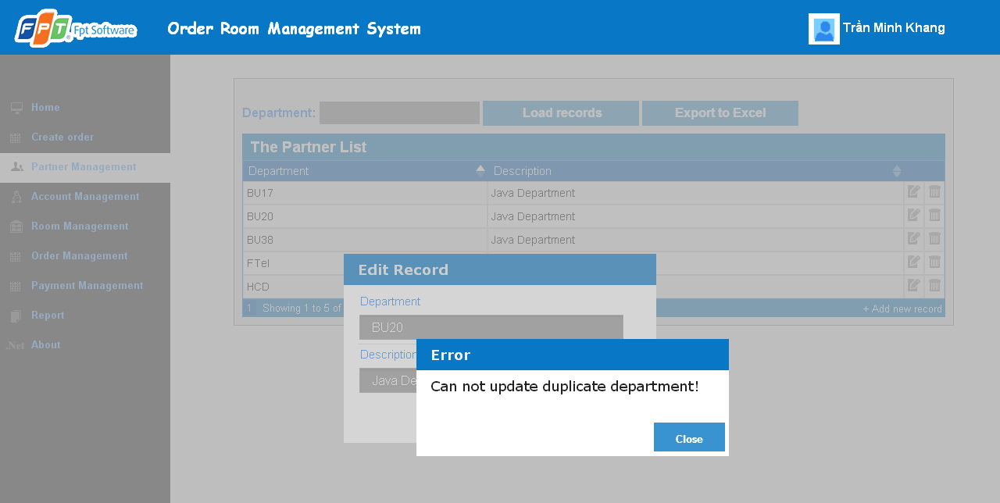 FPT Fpt Software
Order Room Management System
Trần Minh Khang
Home
Create order
Partner Management
Account Management
Room Management
Order Management
Payment Management
Report
.Net About
Department: Load records Export to Excel
The Partner List
Department Description
BU17 Java Department
BU20 Java Department
BU38 Java Department
FTel
HCD
1 Showing 1 to 5 of + Add new record
Edit Record
Department
BU20
Description
Java De
Error
Can not update duplicate department!
Close